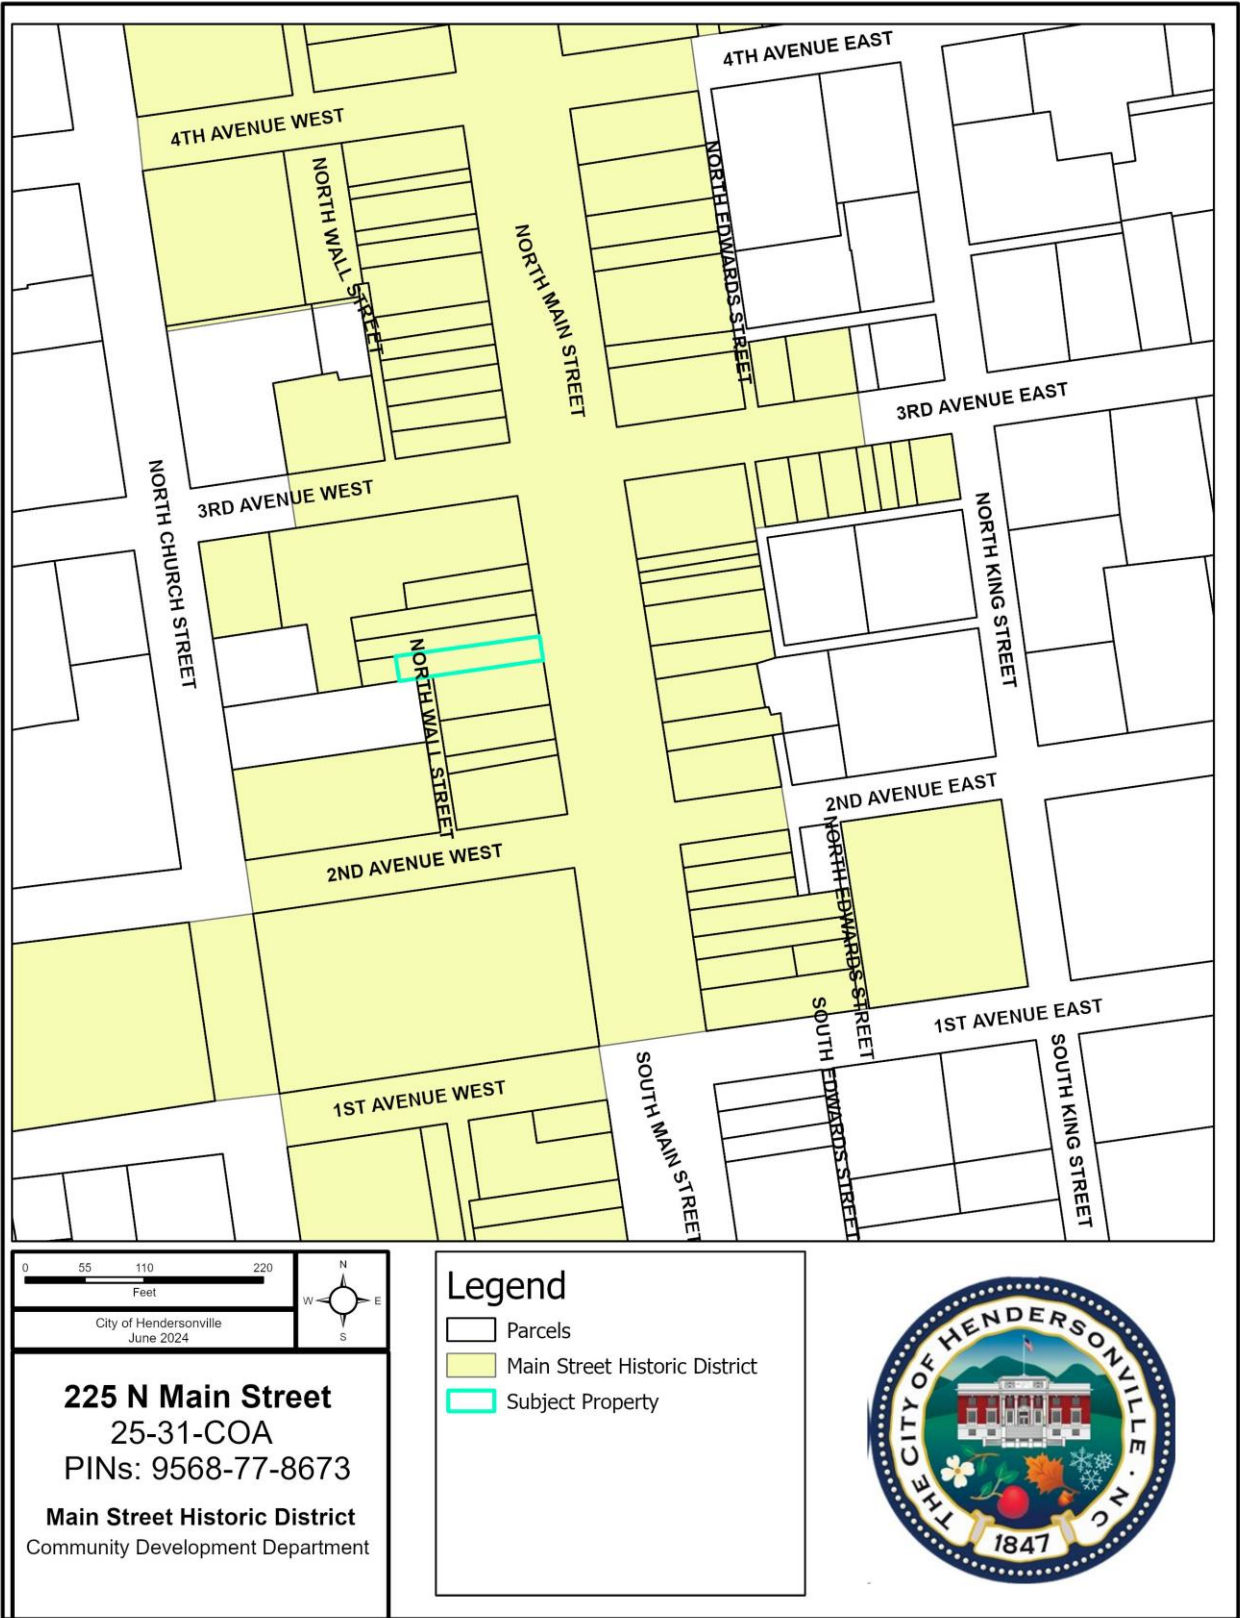 4TH AVENUE EAST
4TH AVENUE WEST
NORTH WALL STREET
NORTH EDWARDS STREET
NORTH MAIN STREET
3RD AVENUE EAST
3RD AVENUE WEST
NORTH CHURCH STREET
NORTH KING STREET
NORTH WALL STREET
2ND AVENUE EAST
NORTH EDWARDS STREET
2ND AVENUE WEST
SOUTH EDWARDS STREET
1ST AVENUE EAST
1ST AVENUE WEST
SOUTH MAIN STREET
SOUTH KING STREET
0 55 110 220
Feet
City of Hendersonville
June 2024
N
W E
S
225 N Main Street
25-31-COA
PINs: 9568-77-8673
Main Street Historic District
Community Development Department
Legend
Parcels
Main Street Historic District
Subject Property
THE CITY OF HENDERSONVILLE · NC
1847